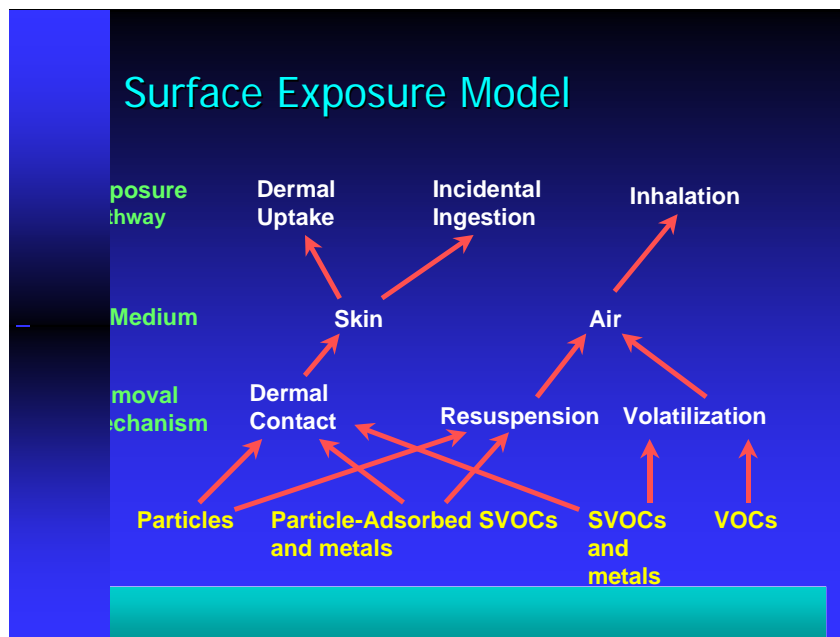 Surface Exposure Model
posure
thway
Dermal
Uptake
Incidental
Ingestion
Inhalation
Medium
Skin
Air
moval
echanism
Dermal
Contact
Resuspension
Volatilization
Particles
Particle-Adsorbed SVOCs
and metals
SVOCs
and
metals
VOCs